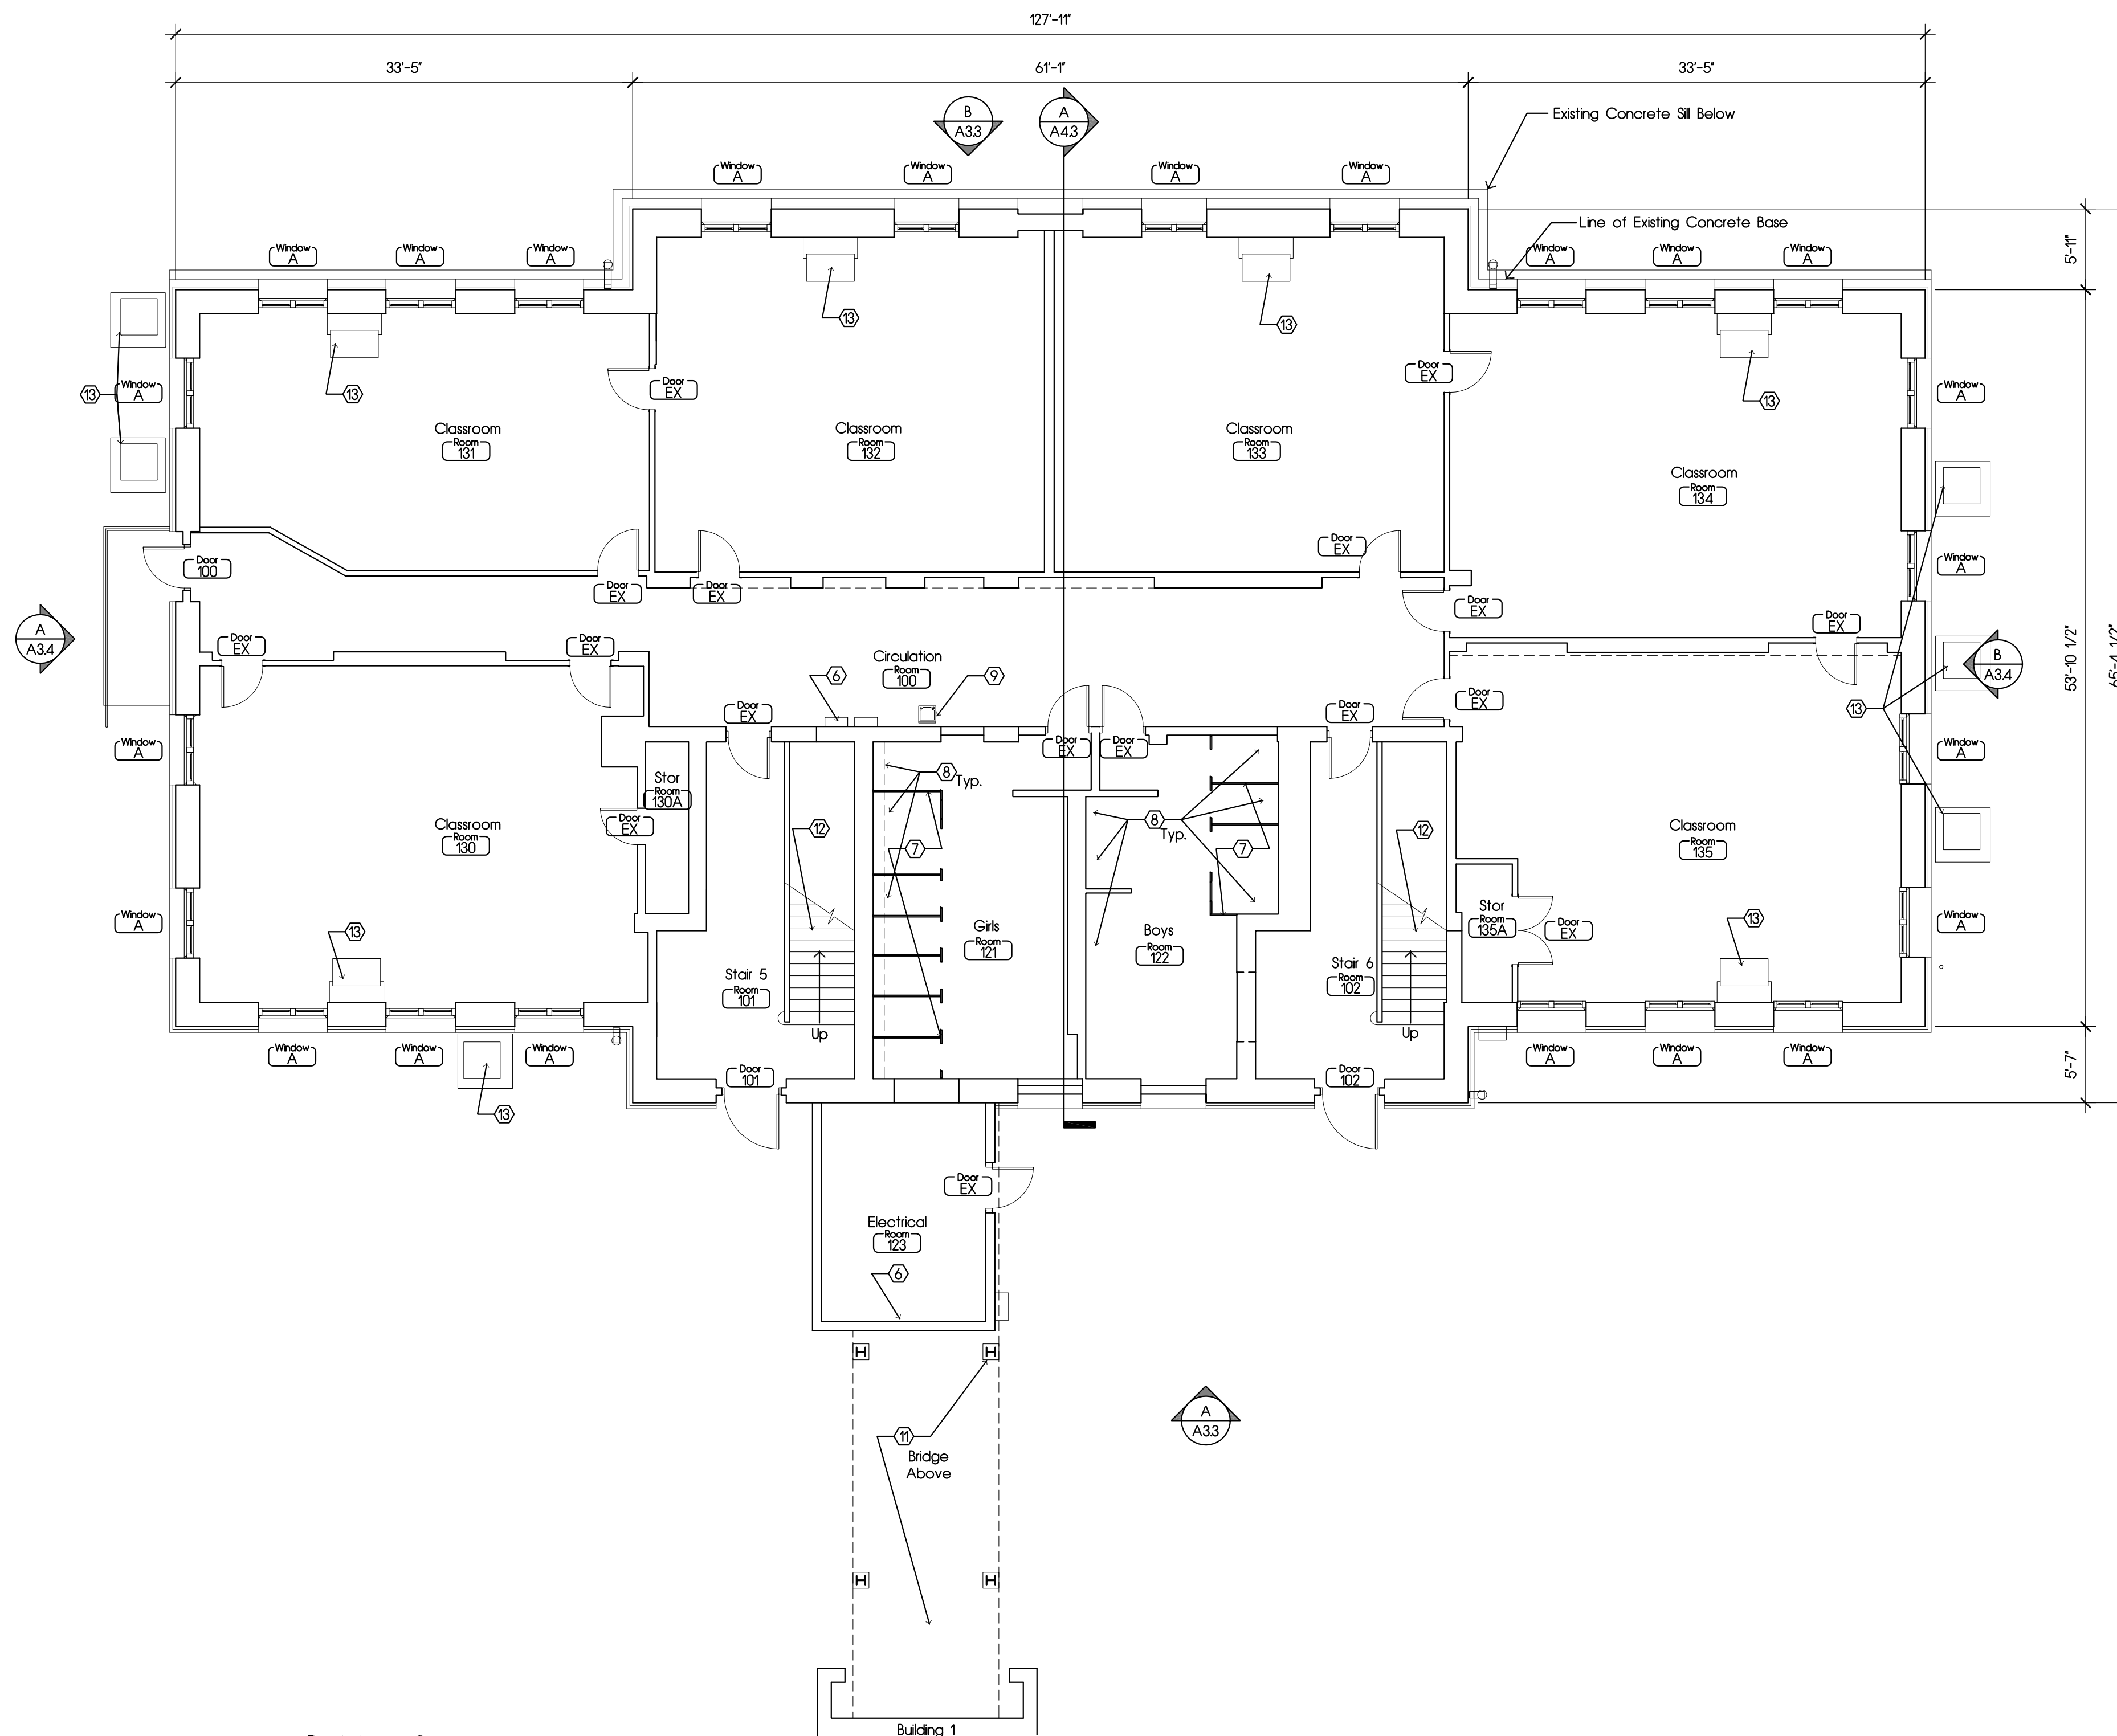 127'-11"
33'-5"
61'-1"
33'-5"
B
A3.3
A
A4.3
Existing Concrete Sill Below
Window
A
Window
A
Window
A
Window
A
Line of Existing Concrete Base
5'-11"
Window
A
Window
A
Window
A
Window
A
Window
A
Window
A
13
13
13
Window
A
13
Door
EX
Door
EX
13
Window
A
Classroom
Room
131
Classroom
Room
132
Classroom
Room
133
Classroom
Room
134
Door
100
Door
EX
Door
EX
Door
EX
Door
EX
Window
A
A
A3.4
Door
EX
Door
EX
Circulation
Room
100
6
9
Door
EX
B
A3.4
53'-10 1/2"
65'-4 1/2"
Door
EX
Door
EX
Door
EX
Door
EX
Door
EX
13
Window
A
Window
A
Stor
Room
130A
8
Typ.
8
Typ.
Door
EX
12
7
7
12
Classroom
Room
130
Classroom
Room
135
Window
A
13
Girls
Room
121
Boys
Room
122
Stor
Room
135A
Door
EX
13
Window
A
Stair 5
Room
101
Stair 6
Room
102
Up
Up
Window
A
Window
A
Window
A
Door
101
Door
102
Window
A
Window
A
Window
A
5'-7"
13
Door
EX
Electrical
Room
123
6
H
H
11
Bridge
Above
A
A3.3
H
H
Building 1